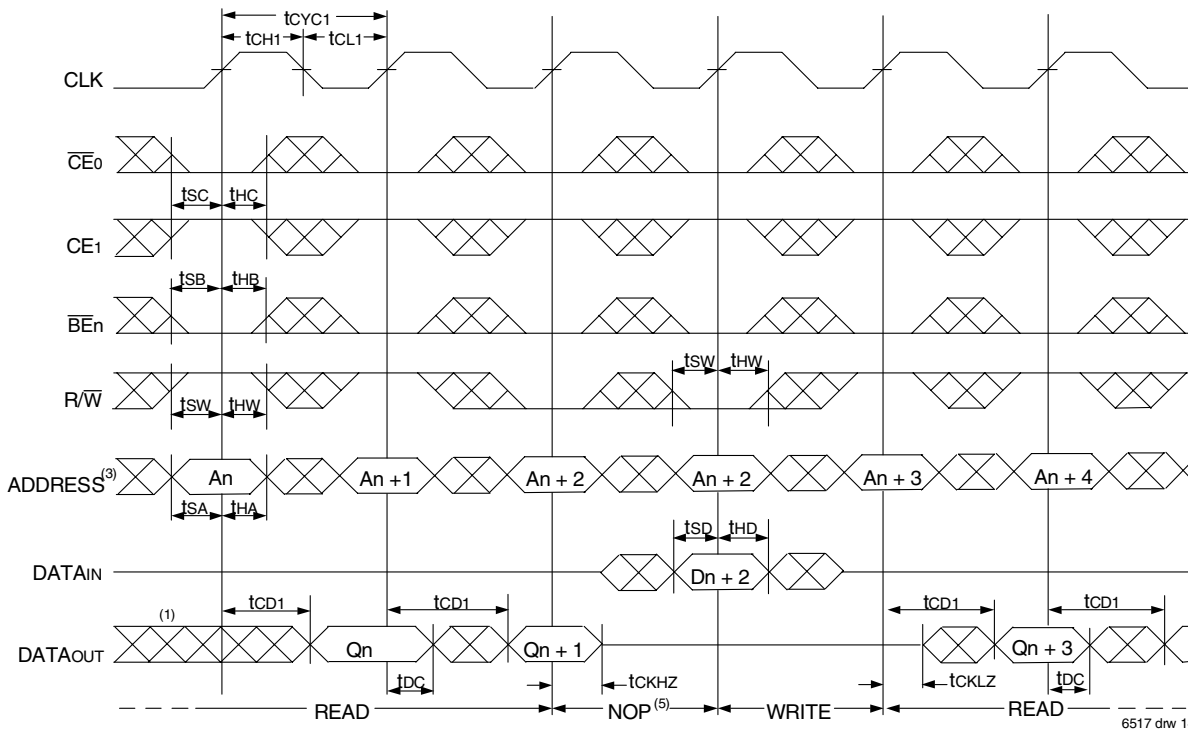 tCYC1
tCH1 tCL1
CLK
CE0
tSC tHC
CE1
tSB tHB
BEn
tSW tHW
R/W
tSW tHW
ADDRESS(3) An An +1 An + 2 An + 2 An + 3 An + 4
tSA tHA
tSD tHD
DATAIN Dn + 2
(1) tCD1 tCD1 tCD1 tCD1
DATAOUT Qn Qn + 1 Qn + 3
tDC tCKHZ tCKLZ tDC
READ NOP(5) WRITE READ
6517 drw 1